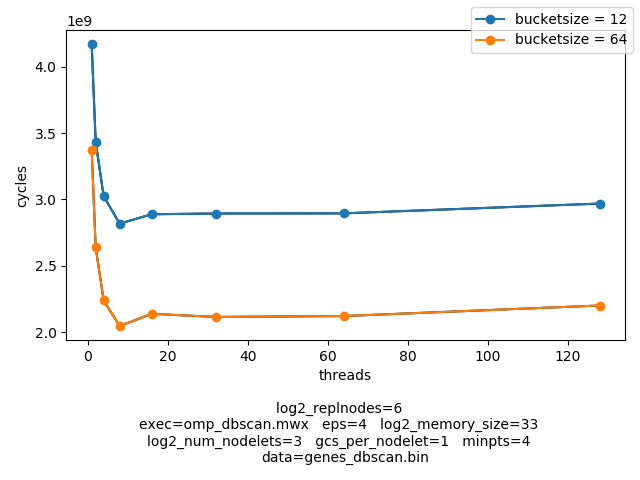 1e9
bucketsize = 12
bucketsize = 64
4.0
3.5
3.0
2.5
2.0
cycles
0 20 40 60 80 100 120
threads
log2_replnodes=6
exec=omp_dbscan.mwx eps=4 log2_memory_size=33
log2_num_nodelets=3 gcs_per_nodelet=1 minpts=4
data=genes_dbscan.bin